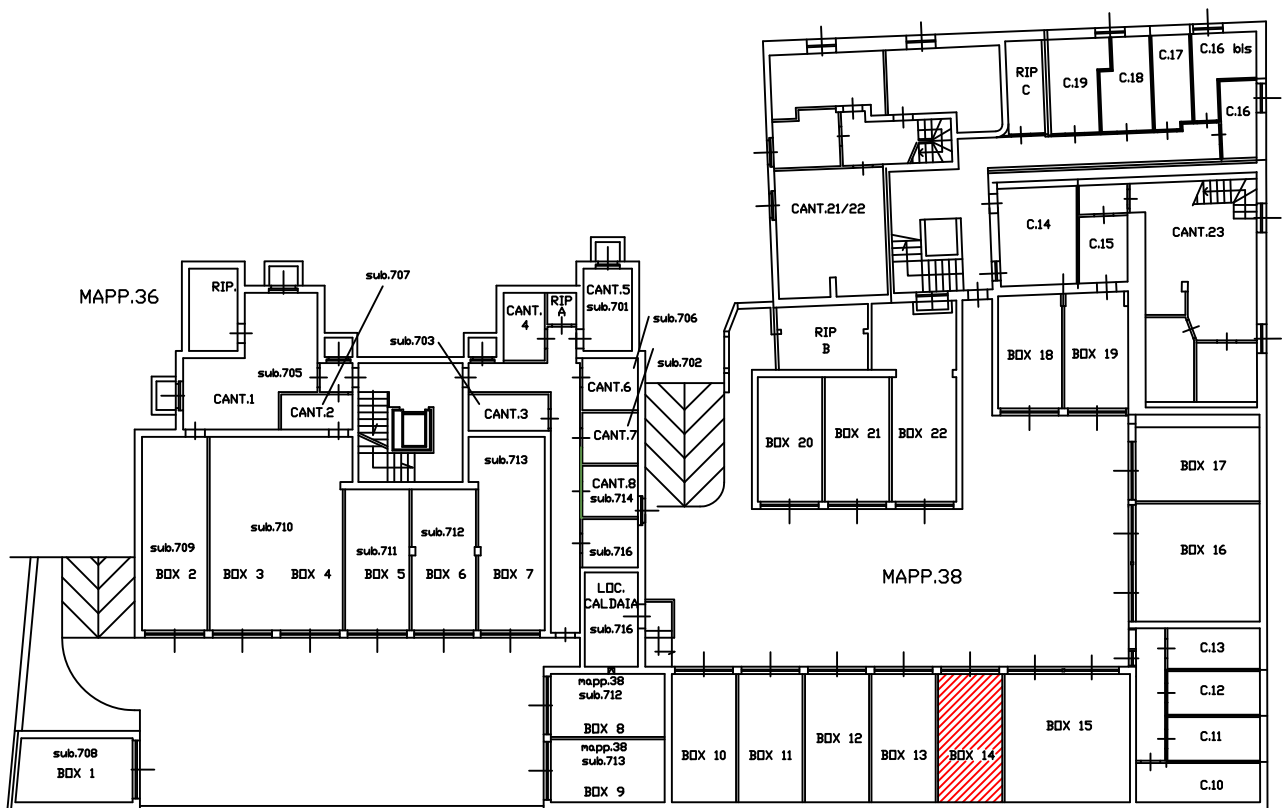 C.16 bis
C.17
RIP
C
C.19
C.18
C.16
CANT.21/22
C.14
C.15
CANT.23
MAPP.36
RIP.
sub.707
CANT.
4
RIP
A
CANT.5
sub.701
sub.706
sub.703
sub.702
sub.705
CANT.1
CANT.2
CANT.3
CANT.6
CANT.7
sub.713
CANT.8
sub.714
sub.716
RIP
B
BOX 18
BOX 19
BOX 20
BOX 21
BOX 22
BOX 17
BOX 16
sub.709
BOX 2
sub.710
BOX 3
BOX 4
sub.711
BOX 5
sub.712
BOX 6
BOX 7
LOC.
CALDAIA
sub.716
MAPP.38
C.13
C.12
C.11
C.10
mapp.38
sub.712
BOX 8
mapp.38
sub.713
BOX 9
BOX 10
BOX 11
BOX 12
BOX 13
BOX 14
BOX 15
sub.708
BOX 1